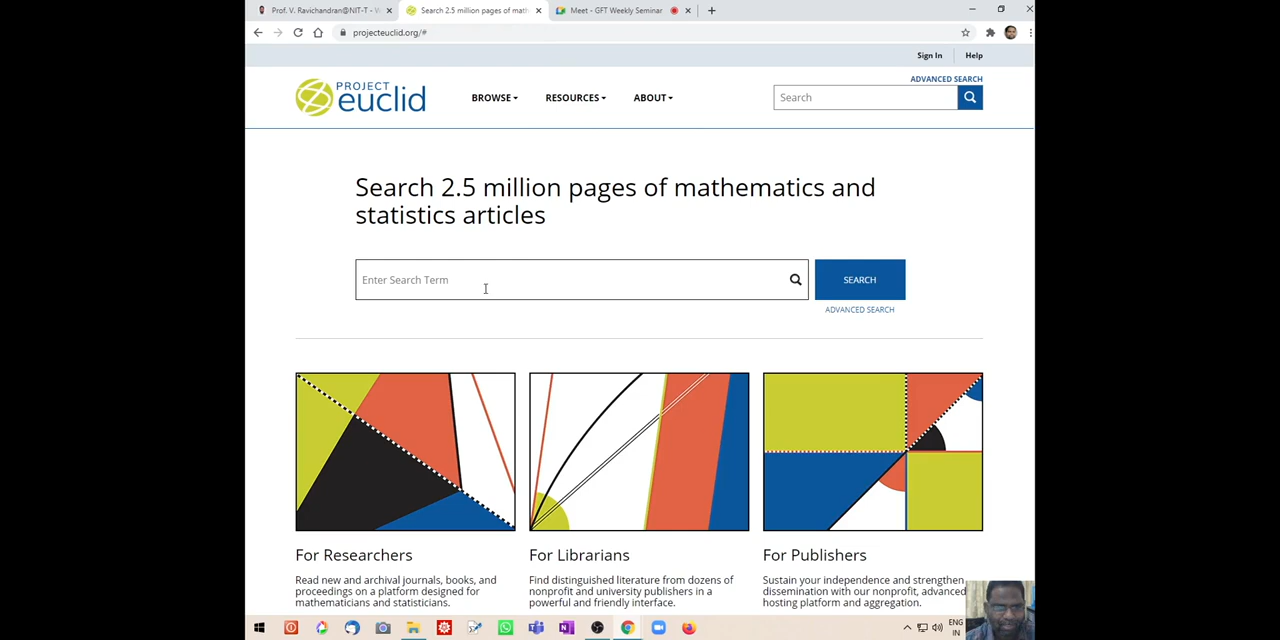 Prof. V. Ravichandran@NIT-T - W
Search 2.5 million pages of math
Meet - GFT Weekly Seminar
projecteuclid.org/#
Sign In
Help
PROJECT
euclid
BROWSE
RESOURCES
ABOUT
ADVANCED SEARCH
Search
Search 2.5 million pages of mathematics and
statistics articles
Enter Search Term
SEARCH
ADVANCED SEARCH
For Researchers
Read new and archival journals, books, and
proceedings on a platform designed for
mathematicians and statisticians.
For Librarians
Find distinguished literature from dozens of
nonprofit and university publishers in a
powerful and friendly interface.
For Publishers
Sustain your independence and strengthen
dissemination with our nonprofit, advanced
hosting platform and aggregation.
ENG
IN